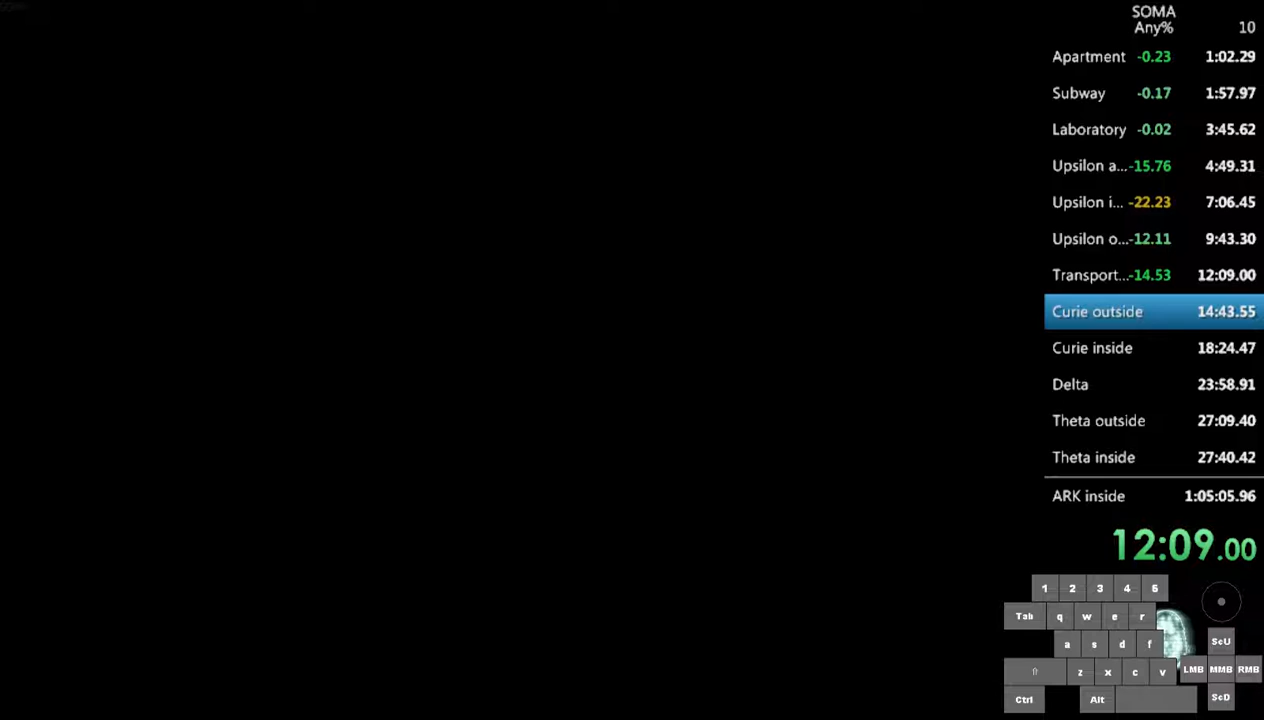 SOMA
Any%
10
Apartment -0.23 1:02.29
Subway -0.17 1:57.97
Laboratory -0.02 3:45.62
Upsilon a... -15.76 4:49.31
Upsilon i... -22.23 7:06.45
Upsilon o... -12.11 9:43.30
Transport... -14.53 12:09.00
Curie outside 14:43.55
Curie inside 18:24.47
Delta 23:58.91
Theta outside 27:09.40
Theta inside 27:40.42
ARK inside 1:05:05.96
12:09.00
1 2 3 4 5
Tab q w e r
a s d f ScU
⇧ z x c v LMB MMB RMB
Ctrl Alt ScD